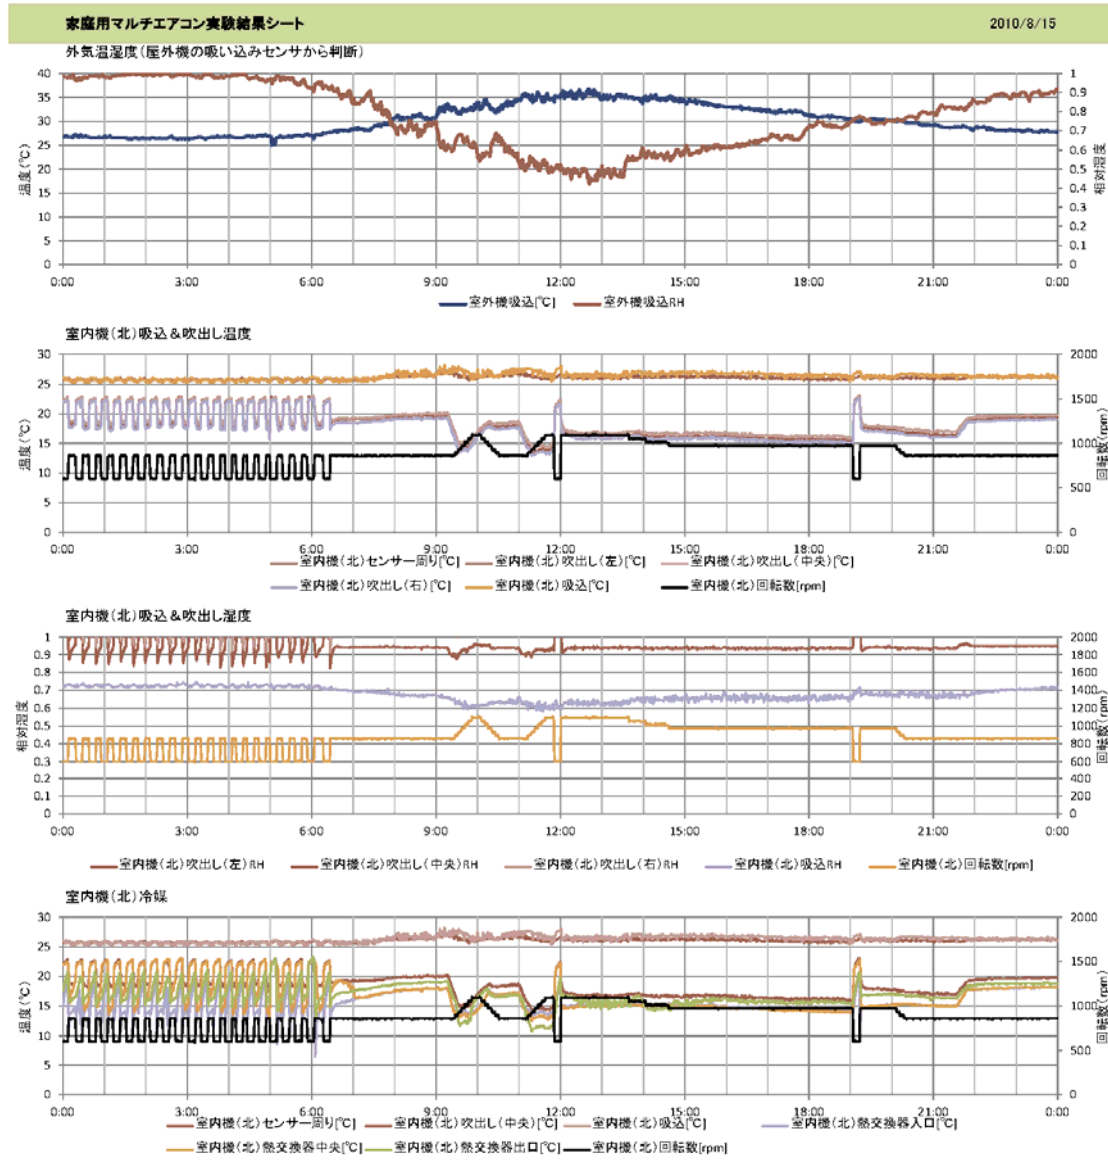 家庭用マルチエアコン実験結果シート 2010/8/15
外気温湿度(屋外機の吸い込みセンサから判断)
40 1
35 0.9
30 0.8
25 0.7
20 0.6
15 0.5
10 0.4
5 0.3
0 0.2
0.1
0
温度(℃)
相対湿度
0:00 3:00 6:00 9:00 12:00 15:00 18:00 21:00 0:00
室外機吸込[℃] 室外機吸込RH
室内機(北)吸込&吹出し温度
30 2000
25 1500
20 1000
15 500
10 0
5
0
温度(℃)
回転数(rpm)
0:00 3:00 6:00 9:00 12:00 15:00 18:00 21:00 0:00
室内機(北)センサー周り[℃] 室内機(北)吹出し(左)[℃] 室内機(北)吹出し(中央)[℃]
室内機(北)吹出し(右)[℃] 室内機(北)吸込[℃] 室内機(北)回転数[rpm]
室内機(北)吸込&吹出し湿度
1 2000
0.9 1800
0.8 1600
0.7 1400
0.6 1200
0.5 1000
0.4 800
0.3 600
0.2 400
0.1 200
0 0
相対湿度
回転数(rpm)
0:00 3:00 6:00 9:00 12:00 15:00 18:00 21:00 0:00
室内機(北)吹出し(左)RH 室内機(北)吹出し(中央)RH 室内機(北)吹出し(右)RH 室内機(北)吸込RH 室内機(北)回転数[rpm]
室内機(北)冷媒
30 2000
25 1500
20 1000
15 500
10 0
5
0
温度(℃)
回転数(rpm)
0:00 3:00 6:00 9:00 12:00 15:00 18:00 21:00 0:00
室内機(北)センサー周り[℃] 室内機(北)吹出し(中央)[℃] 室内機(北)吸込[℃] 室内機(北)熱交換器入口[℃]
室内機(北)熱交換器中央[℃] 室内機(北)熱交換器出口[℃] 室内機(北)回転数[rpm]